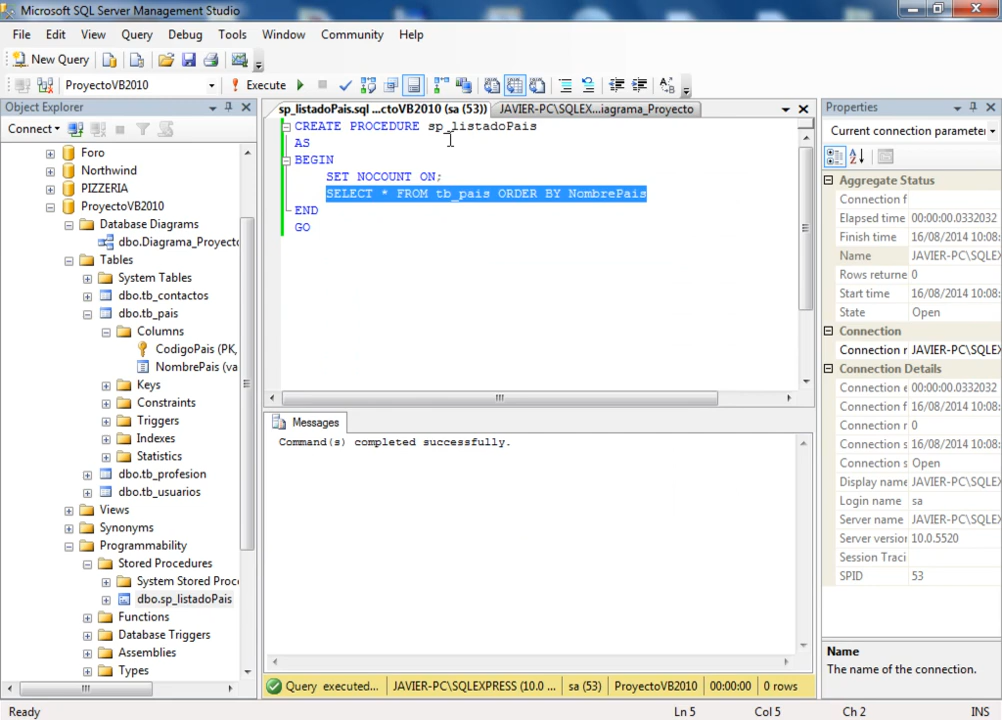 Microsoft SQL Server Management Studio
File Edit View Query Debug Tools Window Community Help
New Query
ProyectoVB2010 Execute
Object Explorer
Connect
Foro
Northwind
PIZZERIA
ProyectoVB2010
Database Diagrams
dbo.Diagrama_Proyecto
Tables
System Tables
dbo.tb_contactos
dbo.tb_pais
Columns
CodigoPais (PK,
NombrePais (va
Keys
Constraints
Triggers
Indexes
Statistics
dbo.tb_profesion
dbo.tb_usuarios
Views
Synonyms
Programmability
Stored Procedures
System Stored Proc
dbo.sp_listadoPais
Functions
Database Triggers
Assemblies
Types
sp_listadoPais.sql ...ctoVB2010 (sa (53)) JAVIER-PC\SQLEX...iagrama_Proyecto
CREATE PROCEDURE sp_listadoPais
AS
BEGIN
SET NOCOUNT ON;
SELECT * FROM tb_pais ORDER BY NombrePais
END
GO
Messages
Command(s) completed successfully.
Query executed... JAVIER-PC\SQLEXPRESS (10.0 ... sa (53) ProyectoVB2010 00:00:00 0 rows
Properties
Current connection parameter
Aggregate Status
Connection f
Elapsed time 00:00:00.0332032
Finish time 16/08/2014 10:08:
Name JAVIER-PC\SQLEX
Rows returne 0
Start time 16/08/2014 10:08:
State Open
Connection
Connection r JAVIER-PC\SQLEX
Connection Details
Connection e 00:00:00.0332032
Connection f 16/08/2014 10:08:
Connection r 0
Connection s 16/08/2014 10:08:
Connection s Open
Display name JAVIER-PC\SQLEX
Login name sa
Server name JAVIER-PC\SQLEX
Server version 10.0.5520
Session Traci
SPID 53
Name
The name of the connection.
Ready Ln 5 Col 5 Ch 2 INS